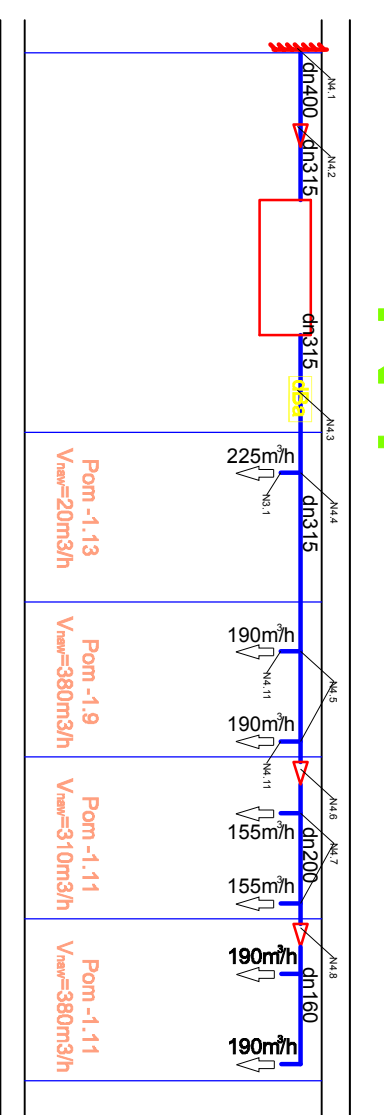 N4.1
dn400
N4.2
dn315
dn315
N4.3
225m³/h
N3.1
N4.4
dn315
Pom -1.13
Vnaw=20m3/h
190m³/h
N4.11
N4.5
190m³/h
N4.11
Pom -1.9
Vnaw=380m3/h
N4.6
155m³/h
N4.7
dn200
155m³/h
Pom -1.11
Vnaw=310m3/h
N4.8
190m³/h
dn160
190m³/h
Pom -1.11
Vnaw=380m3/h